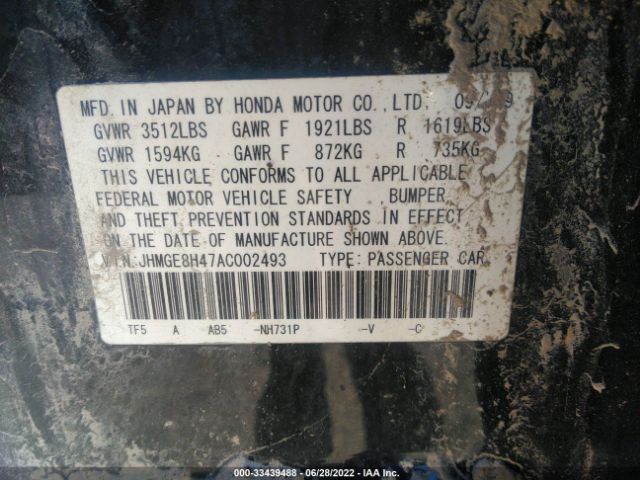 MFD. IN JAPAN BY HONDA MOTOR CO., LTD.
GVWR 3512LBS GAWR F 1921LBS R 1619LBS
GVWR 1594KG GAWR F 872KG R 735KG
THIS VEHICLE CONFORMS TO ALL APPLICABLE
FEDERAL MOTOR VEHICLE SAFETY ,BUMPER,
AND THEFT PREVENTION STANDARDS IN EFFECT
ON THE DATE OF MANUFACTURE SHOWN ABOVE.
V.I.N.:JHMGE8H47AC002493 TYPE: PASSENGER CAR
TF5 A AB5 -NH731P -V -C
000-33439488 - 06/28/2022 - IAA Inc.